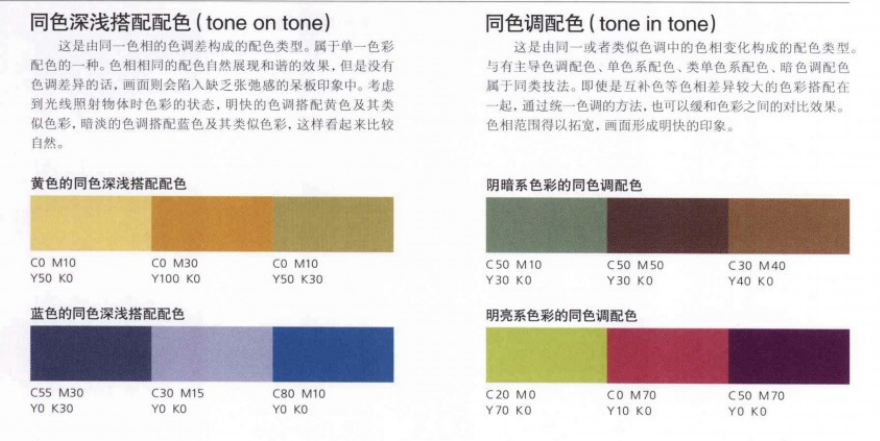 同色深浅搭配配色(tone on tone)
这是由同一色相的色调差构成的配色类型。属于单一色彩
配色的一种。色相相同的配色自然展现和谐的效果,但是没有
色调差异的话,画面则会陷入缺乏张弛感的呆板印象中。考虑
到光线照射物体时色彩的状态,明快的色调搭配黄色及其类
似色彩,暗淡的色调搭配蓝色及其类似色彩,这样看起来比较
自然。
黄色的同色深浅搭配配色
C0 M10
Y50 K0
C0 M30
Y100 K0
C0 M10
Y50 K30
蓝色的同色深浅搭配配色
C55 M30
Y0 K30
C30 M15
Y0 K0
C80 M10
Y0 K0
同色调配色(tone in tone)
这是由同一或者类似色调中的色相变化构成的配色类型。
与有主导色调配色、单色系配色、类单色系配色、暗色调配色
属于同类技法。即使是互补色等色相差异较大的色彩搭配在
一起,通过统一色调的方法,也可以缓和色彩之间的对比效果。
色相范围得以拓宽,画面形成明快的印象。
阴暗系色彩的同色调配色
C50 M10
Y30 K0
C50 M50
Y30 K0
C30 M40
Y40 K0
明亮系色彩的同色调配色
C20 M0
Y70 K0
C0 M70
Y10 K0
C50 M70
Y0 K0